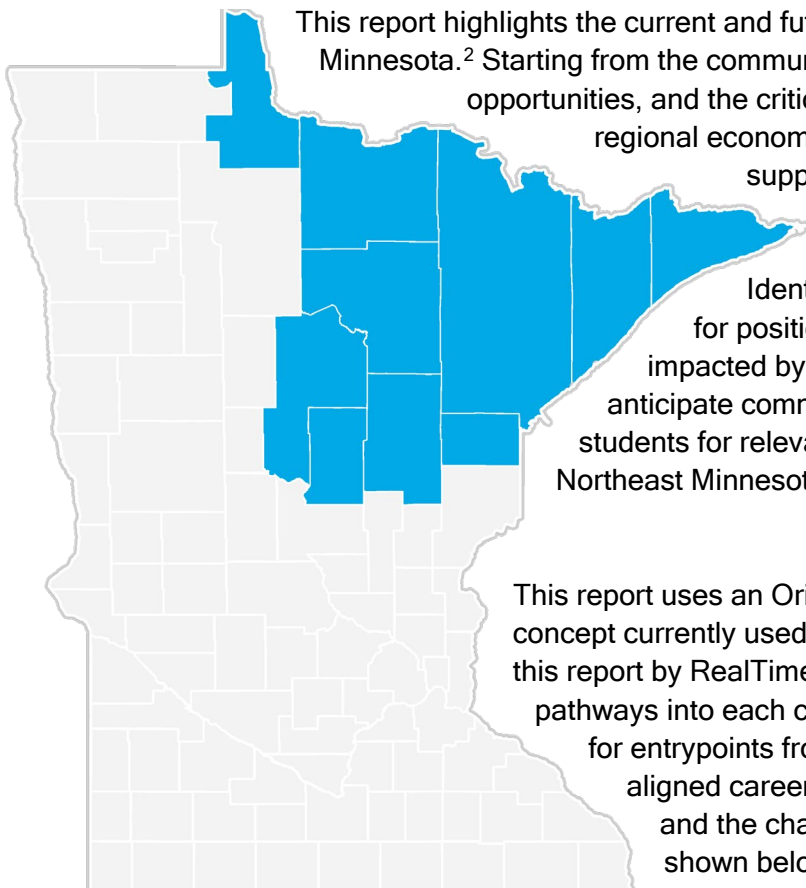 This report highlights the current and fu
Minnesota.² Starting from the commu
opportunities, and the critic
regional econom
supp
Ident
for positi
impacted by
anticipate comm
students for releva
Northeast Minnesot
This report uses an Ori
concept currently used
this report by RealTime
pathways into each o
for entrypoints fro
aligned career
and the cha
shown belo